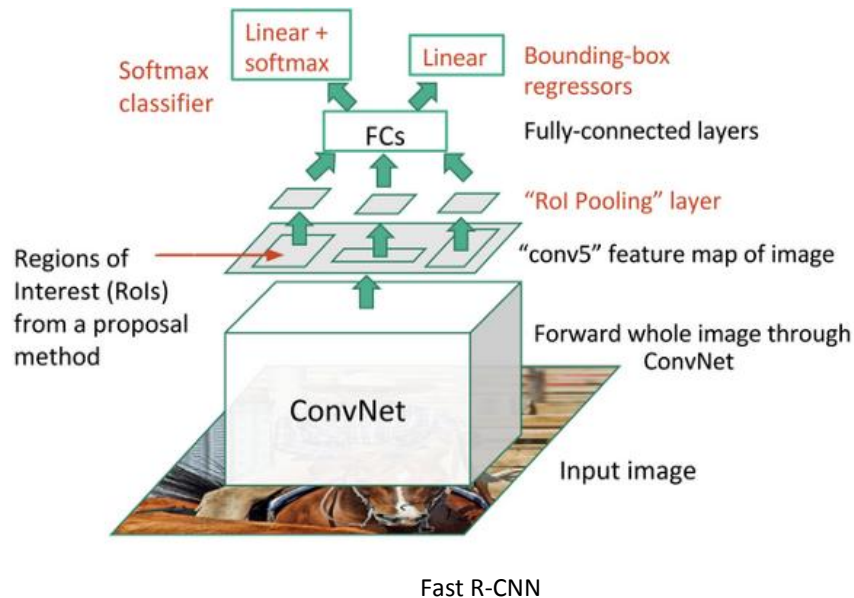 Linear +
softmax
Linear
Softmax
classifier
Bounding-box
regressors
FCs
Fully-connected layers
"RoI Pooling" layer
Regions of
Interest (RoIs)
from a proposal
method
"conv5" feature map of image
Forward whole image through
ConvNet
ConvNet
Input image
Fast R-CNN